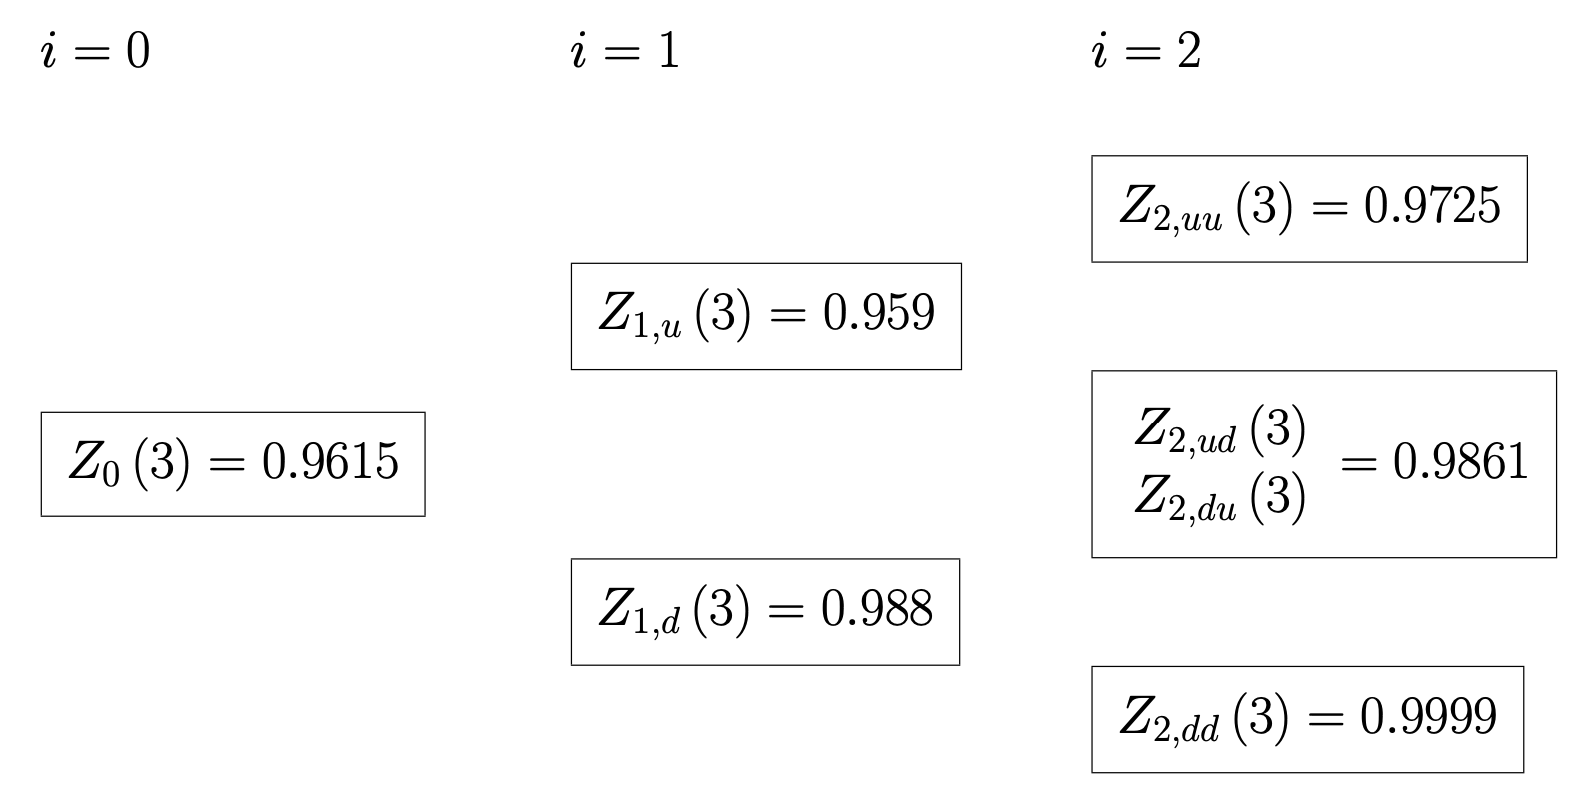 i = 0
i = 1
i = 2
Z_{2,uu} (3) = 0.9725
Z_{1,u} (3) = 0.959
Z_0 (3) = 0.9615
Z_{2,ud} (3)
Z_{2,du} (3)
= 0.9861
Z_{1,d} (3) = 0.988
Z_{2,dd} (3) = 0.9999